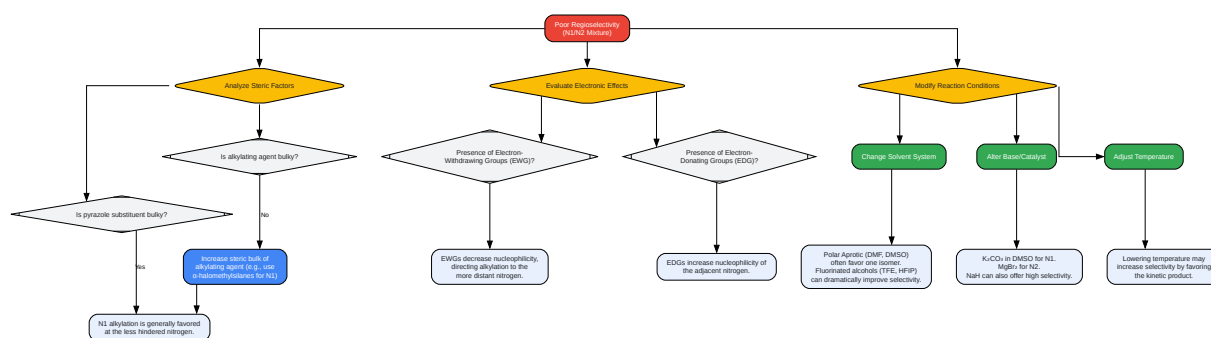 Poor Regioselectivity
(N1/N2 Mixture)
Analyze Steric Factors
Evaluate Electronic Effects
Modify Reaction Conditions
Is alkylating agent bulky?
Presence of Electron-
Withdrawing Groups (EWG)?
Presence of Electron-
Donating Groups (EDG)?
Change Solvent System
Alter Base/Catalyst
Adjust Temperature
Is pyrazole substituent bulky?
No
Yes
Increase steric bulk of
alkylating agent (e.g., use
α-halomethylsilanes for N1)
EWGs decrease nucleophilicity,
directing alkylation to the
more distant nitrogen.
EDGs increase nucleophilicity of
the adjacent nitrogen.
Polar Aprotic (DMF, DMSO)
often favor one isomer.
Fluorinated alcohols (TFE, HFIP)
can dramatically improve selectivity.
K₂CO₃ in DMSO for N1.
MgBr₂ for N2.
NaH can also offer high selectivity.
Lowering temperature may
increase selectivity by favoring
the kinetic product.
N1 alkylation is generally favored
at the less hindered nitrogen.